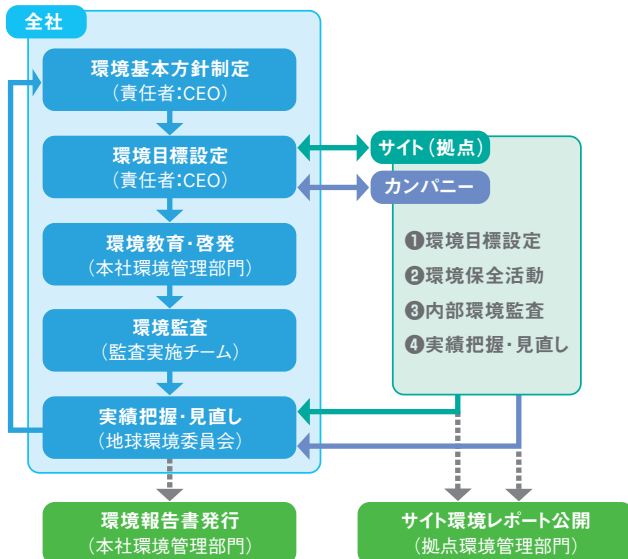 全社
環境基本方針制定
(責任者:CEO)
環境目標設定
(責任者:CEO)
環境教育・啓発
(本社環境管理部門)
環境監査
(監査実施チーム)
実績把握・見直し
(地球環境委員会)
環境報告書発行
(本社環境管理部門)
サイト(拠点)
カンパニー
❶環境目標設定
❷環境保全活動
❸内部環境監査
❹実績把握・見直し
サイト環境レポート公開
(拠点環境管理部門)